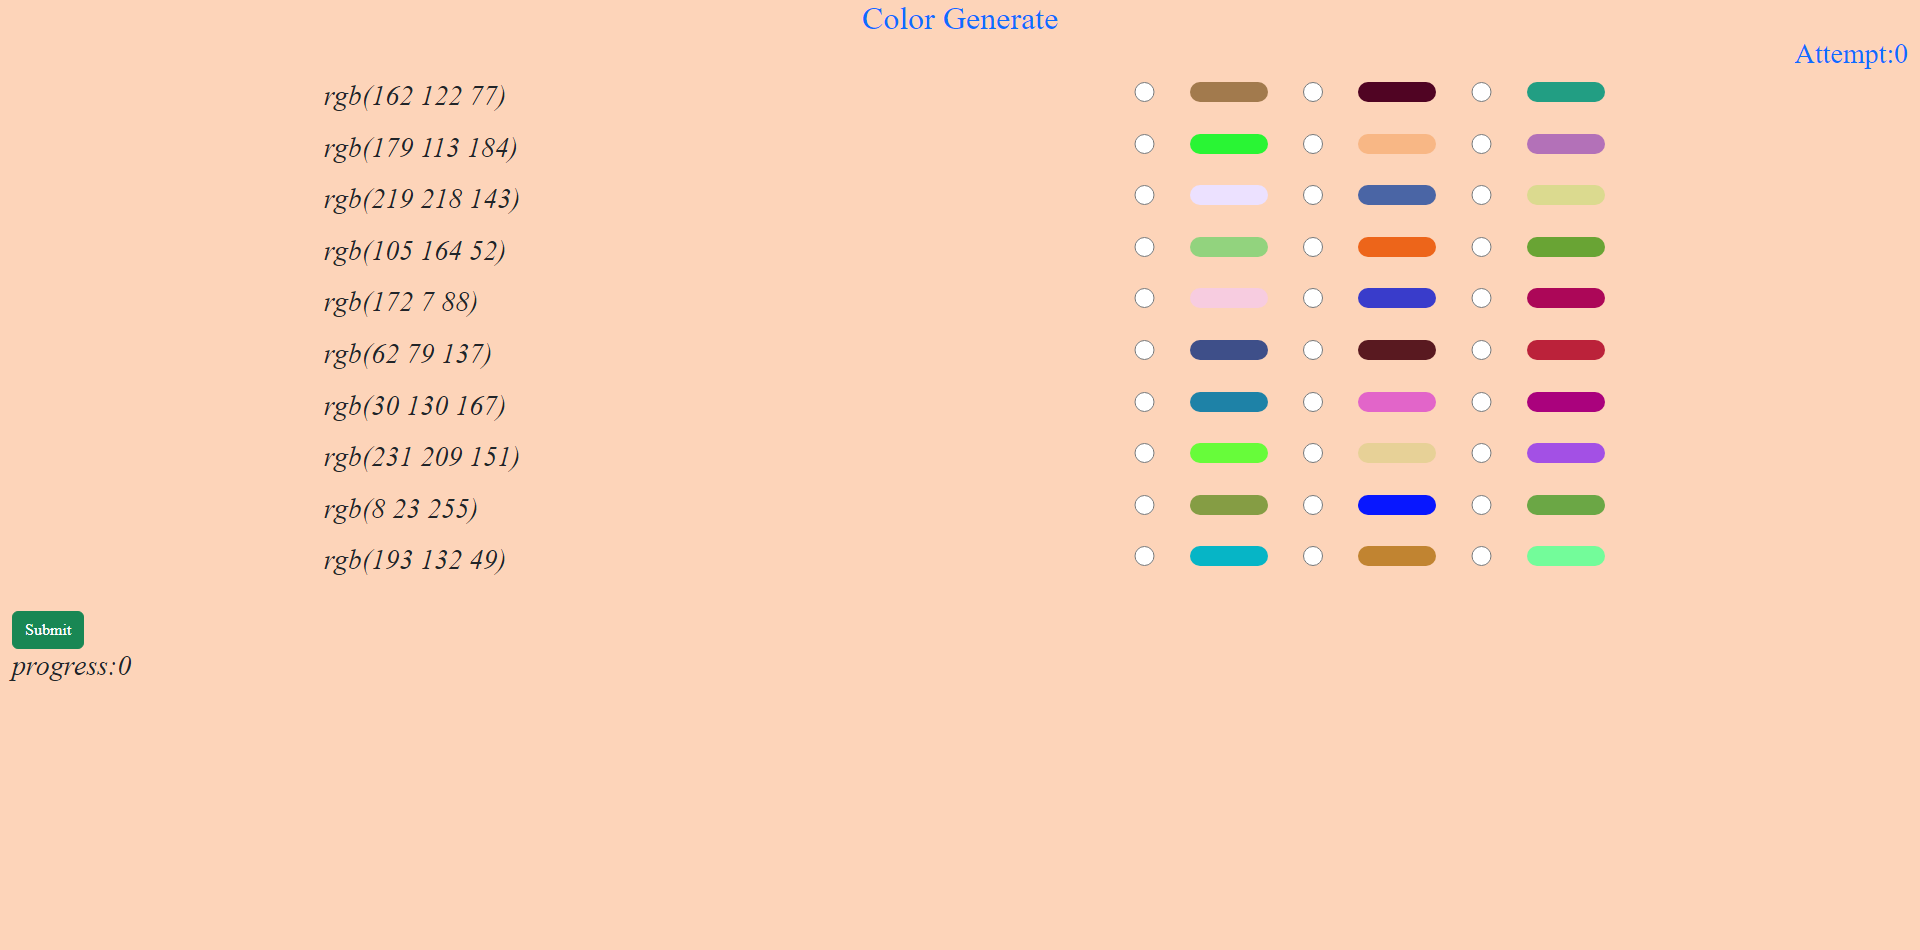 Color Generate
Attempt:0
rgb(162 122 77)
rgb(179 113 184)
rgb(219 218 143)
rgb(105 164 52)
rgb(172 7 88)
rgb(62 79 137)
rgb(30 130 167)
rgb(231 209 151)
rgb(8 23 255)
rgb(193 132 49)
Submit
progress:0